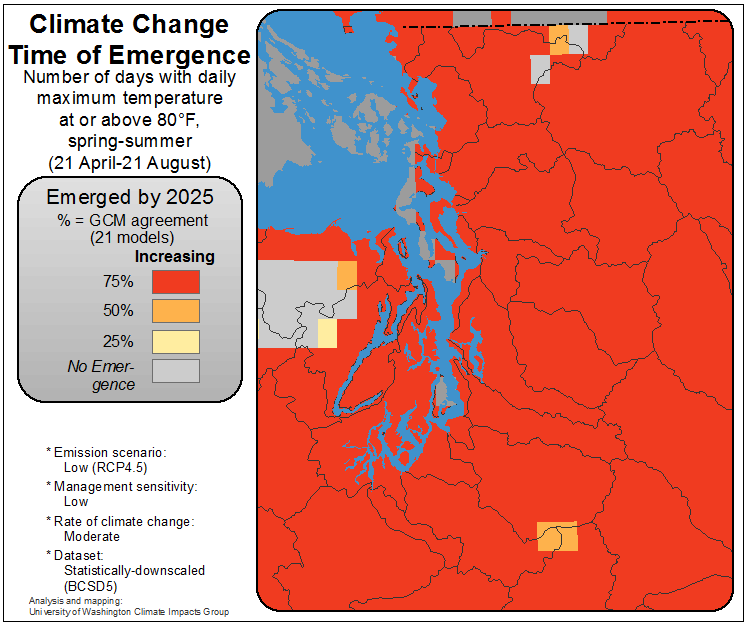 Climate Change
Time of Emergence
Number of days with daily
maximum temperature
at or above 80°F,
spring-summer
(21 April-21 August)
Emerged by 2025
% = GCM agreement
(21 models)
Increasing
75%
50%
25%
No Emer-
gence
* Emission scenario:
Low (RCP4.5)
* Management sensitivity:
Low
* Rate of climate change:
Moderate
* Dataset:
Statistically-downscaled
(BCSD5)
Analysis and mapping:
University of Washington Climate Impacts Group